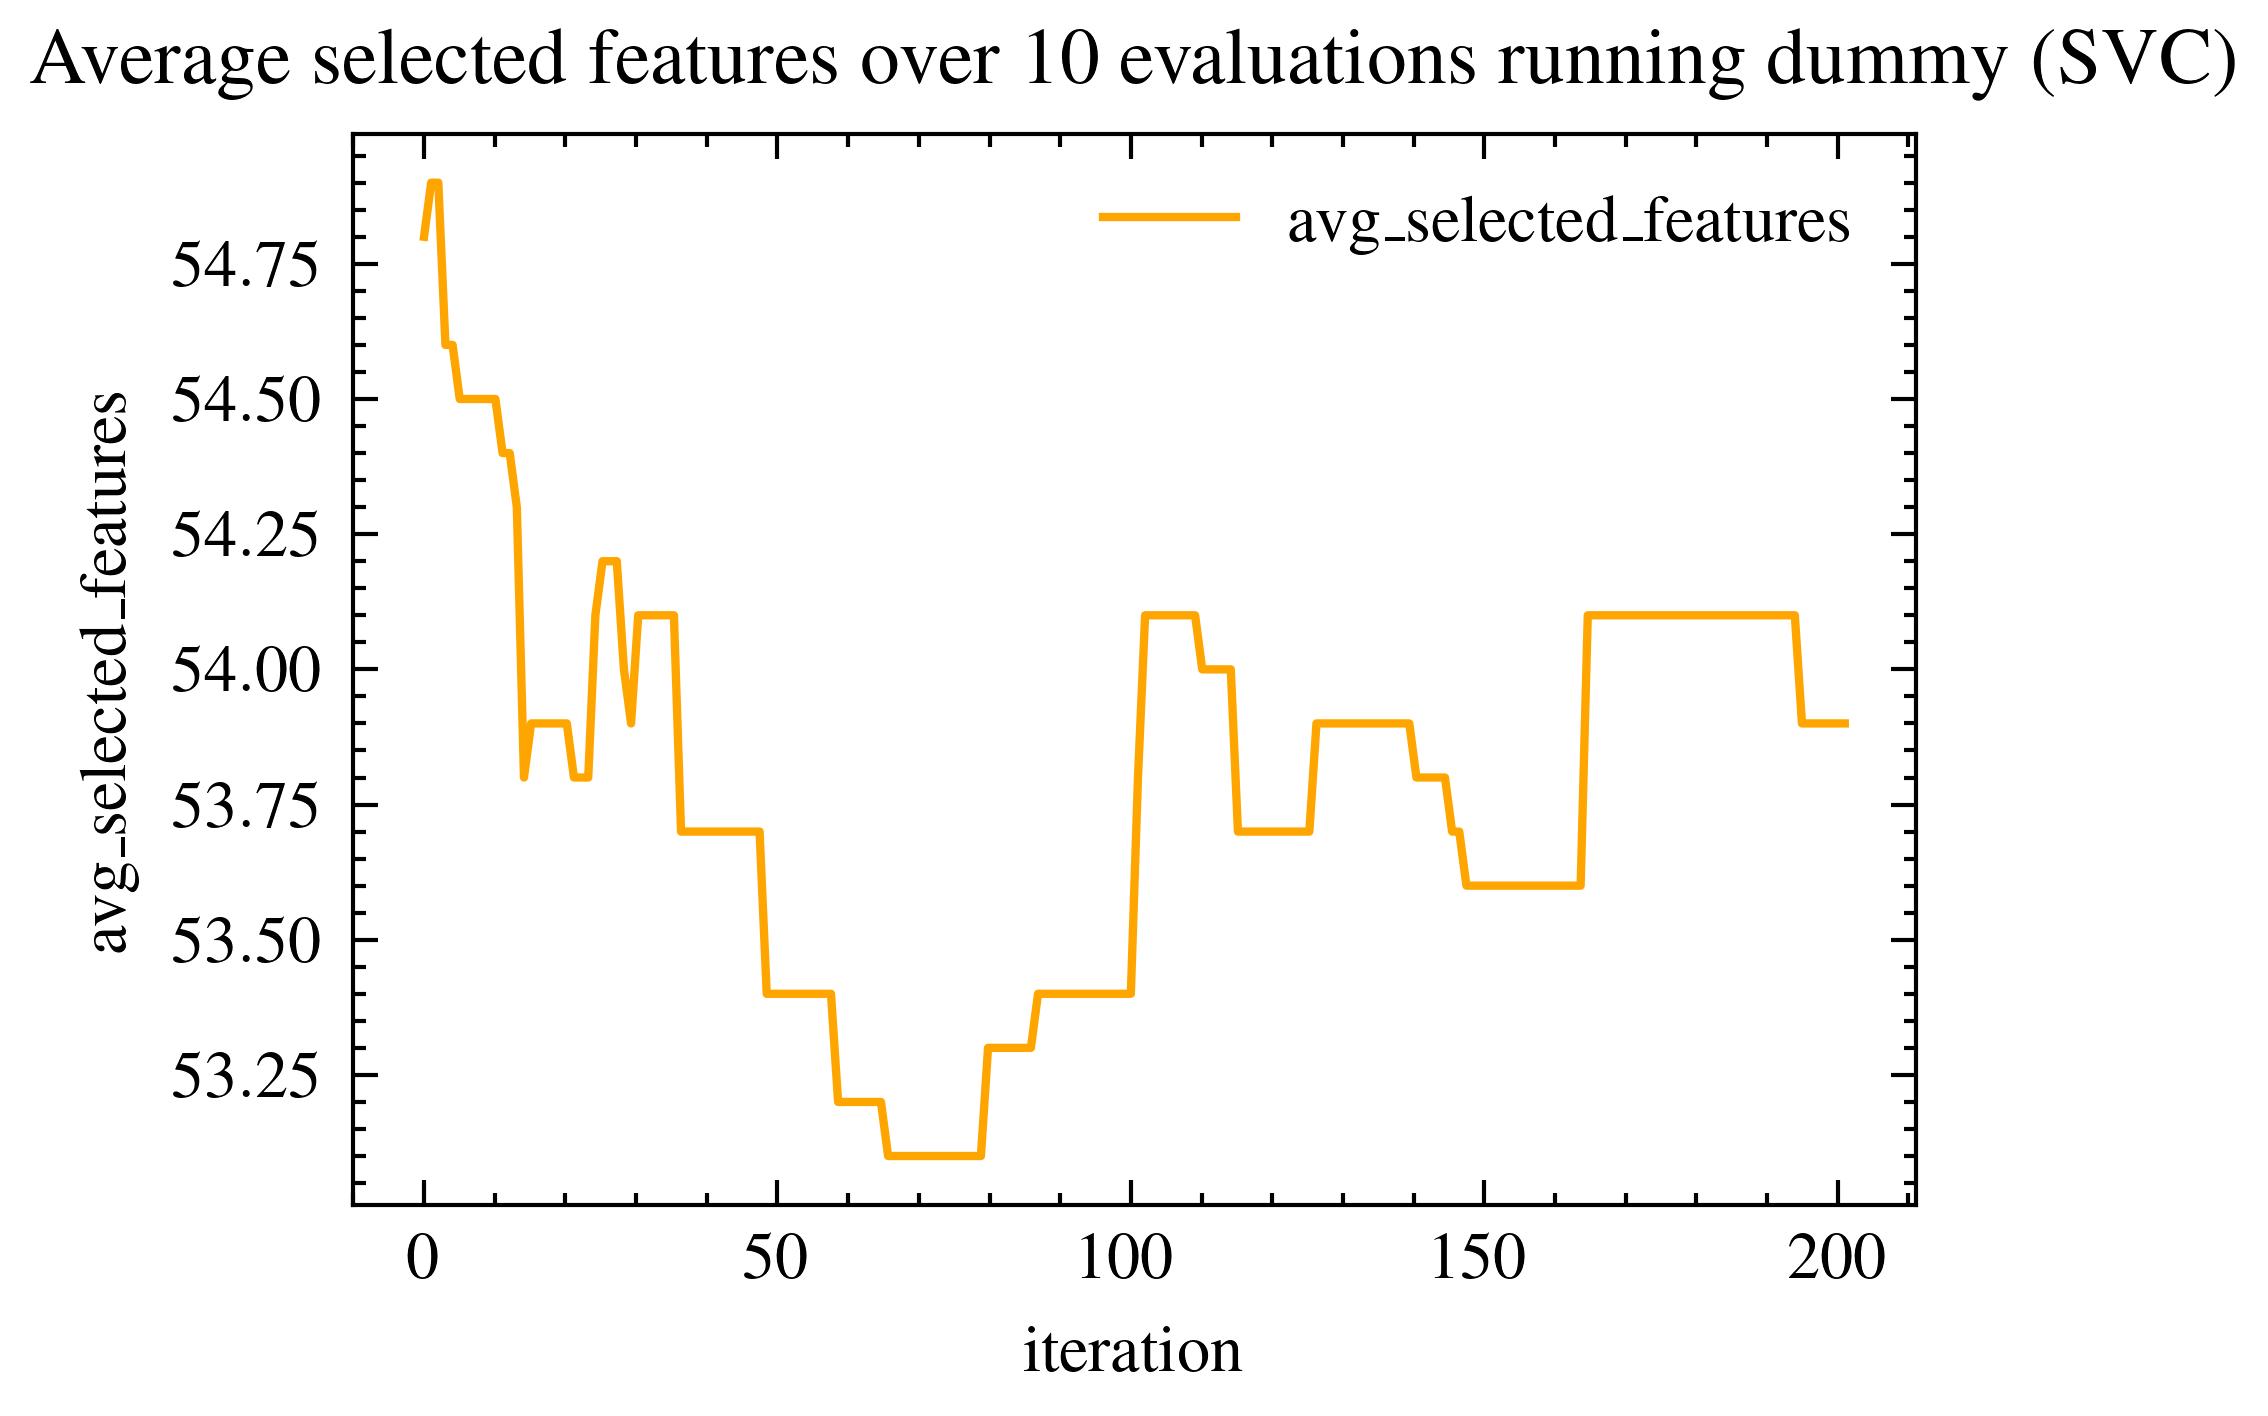 Average selected features over 10 evaluations running dummy (SVC)
avg_selected_features
avg_selected_features
54.75
54.50
54.25
54.00
53.75
53.50
53.25
0 50 100 150 200
iteration